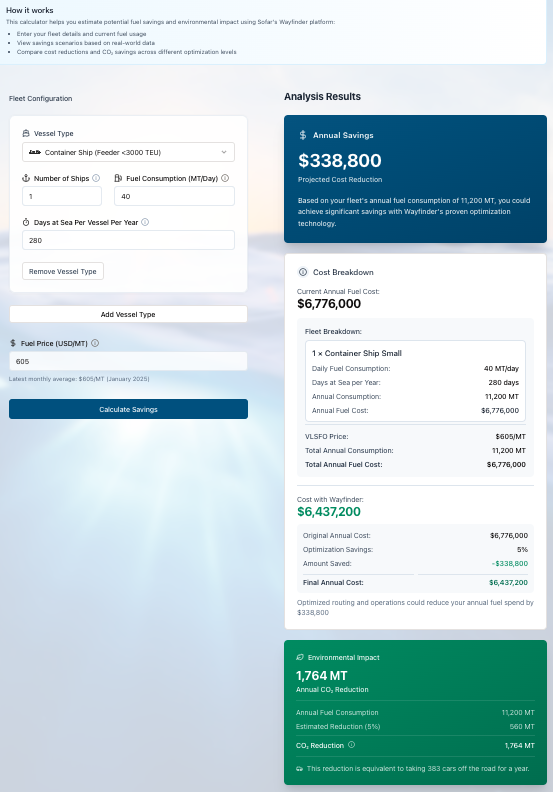 How it works
This calculator helps you estimate potential fuel savings and environmental impact using Sofar's Wayfinder platform:
• Enter your fleet details and current fuel usage
• View savings scenarios based on real-world data
• Compare cost reductions and CO₂ savings across different optimization levels
Fleet Configuration
Vessel Type
Container Ship (Feeder <3000 TEU)
Number of Ships
Fuel Consumption (MT/Day)
1
40
Days at Sea Per Vessel Per Year
280
Remove Vessel Type
Add Vessel Type
Fuel Price (USD/MT)
605
Latest monthly average: $605/MT (January 2025)
Calculate Savings
Analysis Results
Annual Savings
$338,800
Projected Cost Reduction
Based on your fleet's annual fuel consumption of 11,200 MT, you could
achieve significant savings with Wayfinder's proven optimization
technology.
Cost Breakdown
Current Annual Fuel Cost:
$6,776,000
Fleet Breakdown:
1 × Container Ship Small
Daily Fuel Consumption: 40 MT/day
Days at Sea per Year: 280 days
Annual Consumption: 11,200 MT
Annual Fuel Cost: $6,776,000
VLSFO Price: $605/MT
Total Annual Consumption: 11,200 MT
Total Annual Fuel Cost: $6,776,000
Cost with Wayfinder:
$6,437,200
Original Annual Cost: $6,776,000
Optimization Savings: 5%
Amount Saved: -$338,800
Final Annual Cost: $6,437,200
Optimized routing and operations could reduce your annual fuel spend by
$338,800
Environmental Impact
1,764 MT
Annual CO₂ Reduction
Annual Fuel Consumption 11,200 MT
Estimated Reduction (5%) 560 MT
CO₂ Reduction 1,764 MT
This reduction is equivalent to taking 383 cars off the road for a year.